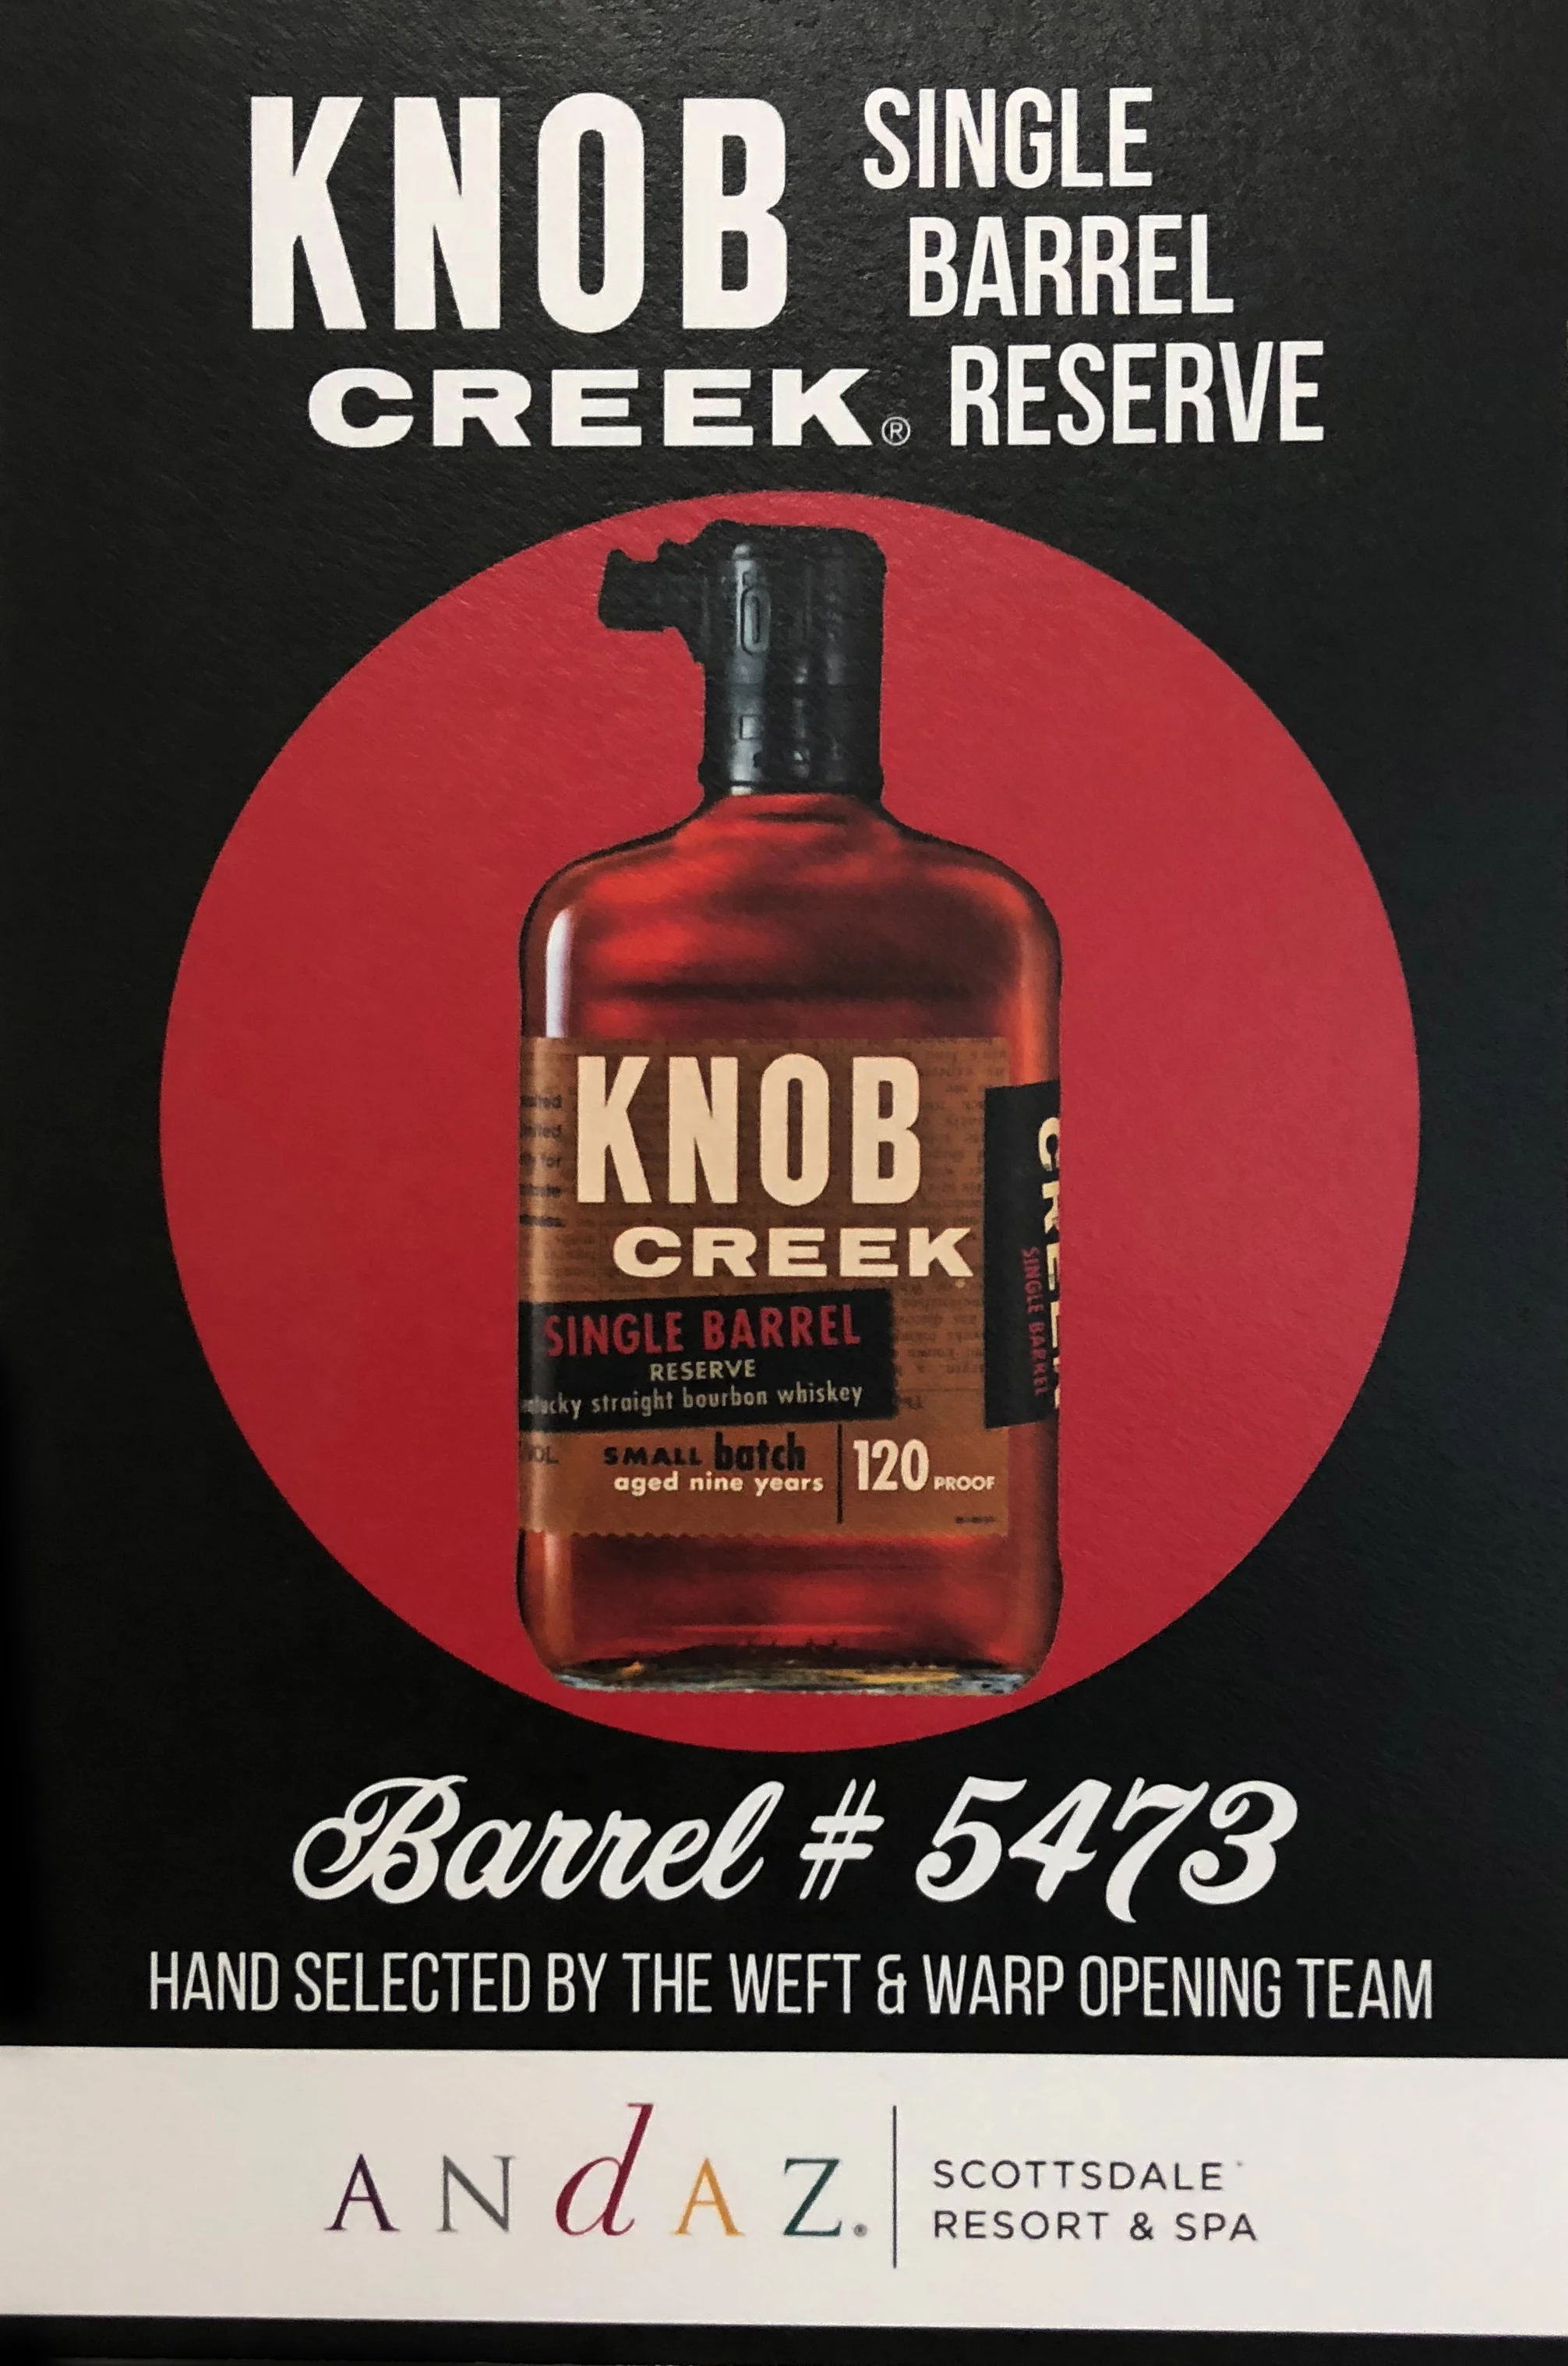 KNOB
CREEK®
SINGLE
BARREL
RESERVE
KNOB
CREEK
SINGLE BARREL
RESERVE
straight bourbon whiskey
SMALL batch
aged nine years
120 PROOF
CREEK
SINGLE BARREL
Barrel # 5473
HAND SELECTED BY THE WEFT & WARP OPENING TEAM
ANdAZ®
SCOTTSDALE
RESORT & SPA